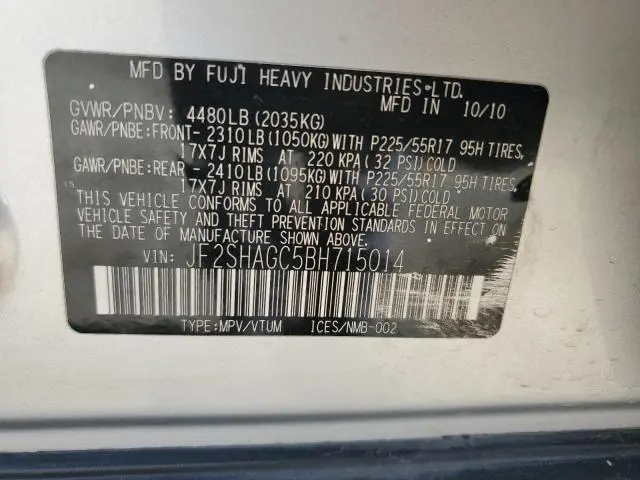 MFD BY FUJI HEAVY INDUSTRIES LTD.
MFD IN 10/10
GVWR/PNBV: 4480LB (2035KG)
GAWR/PNBE:FRONT- 2310LB(1050KG)WITH P225/55R17 95H TIRES,
17X7J RIMS AT 220 KPA(32 PSI)COLD
GAWR/PNBE:REAR - 2410LB(1095KG)WITH P225/55R17 95H TIRES,
17X7J RIMS AT 210 KPA(30 PSI)COLD
THIS VEHICLE CONFORMS TO ALL APPLICABLE FEDERAL MOTOR
VEHICLE SAFETY AND THEFT PREVENTION STANDARDS IN EFFECT ON
THE DATE OF MANUFACTURE SHOWN ABOVE.
VIN: JF2SHAGC5BH715014
TYPE:MPV/VTUM ICES/NMB-002